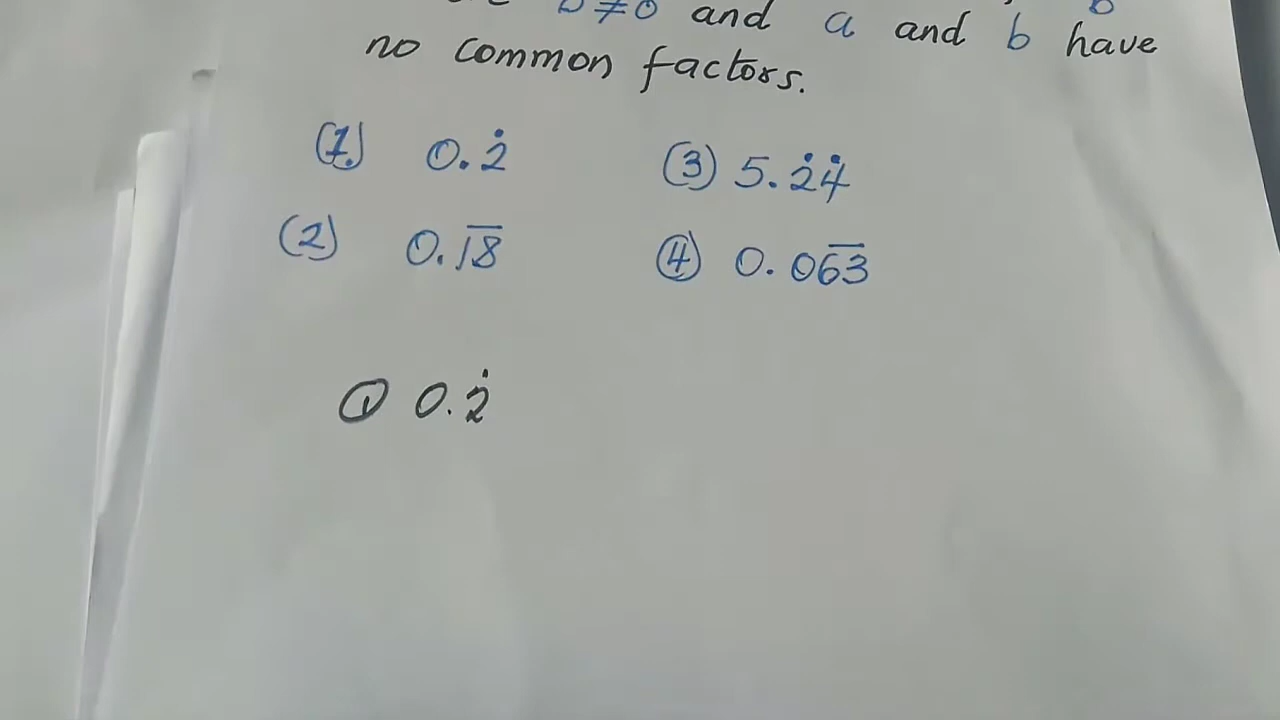 b≠0 and a and b have
no common factors.
(1.) 0.2̇ (3) 5.2̇4̇
(2) 0.1̅8̅ ④ 0.06̅3̅
① 0.2̇